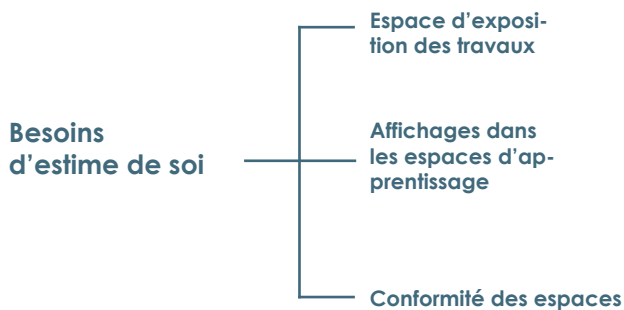 Espace d'exposi-
tion des travaux
Besoins
d'estime de soi
Affichages dans
les espaces d'ap-
prentissage
Conformité des espaces